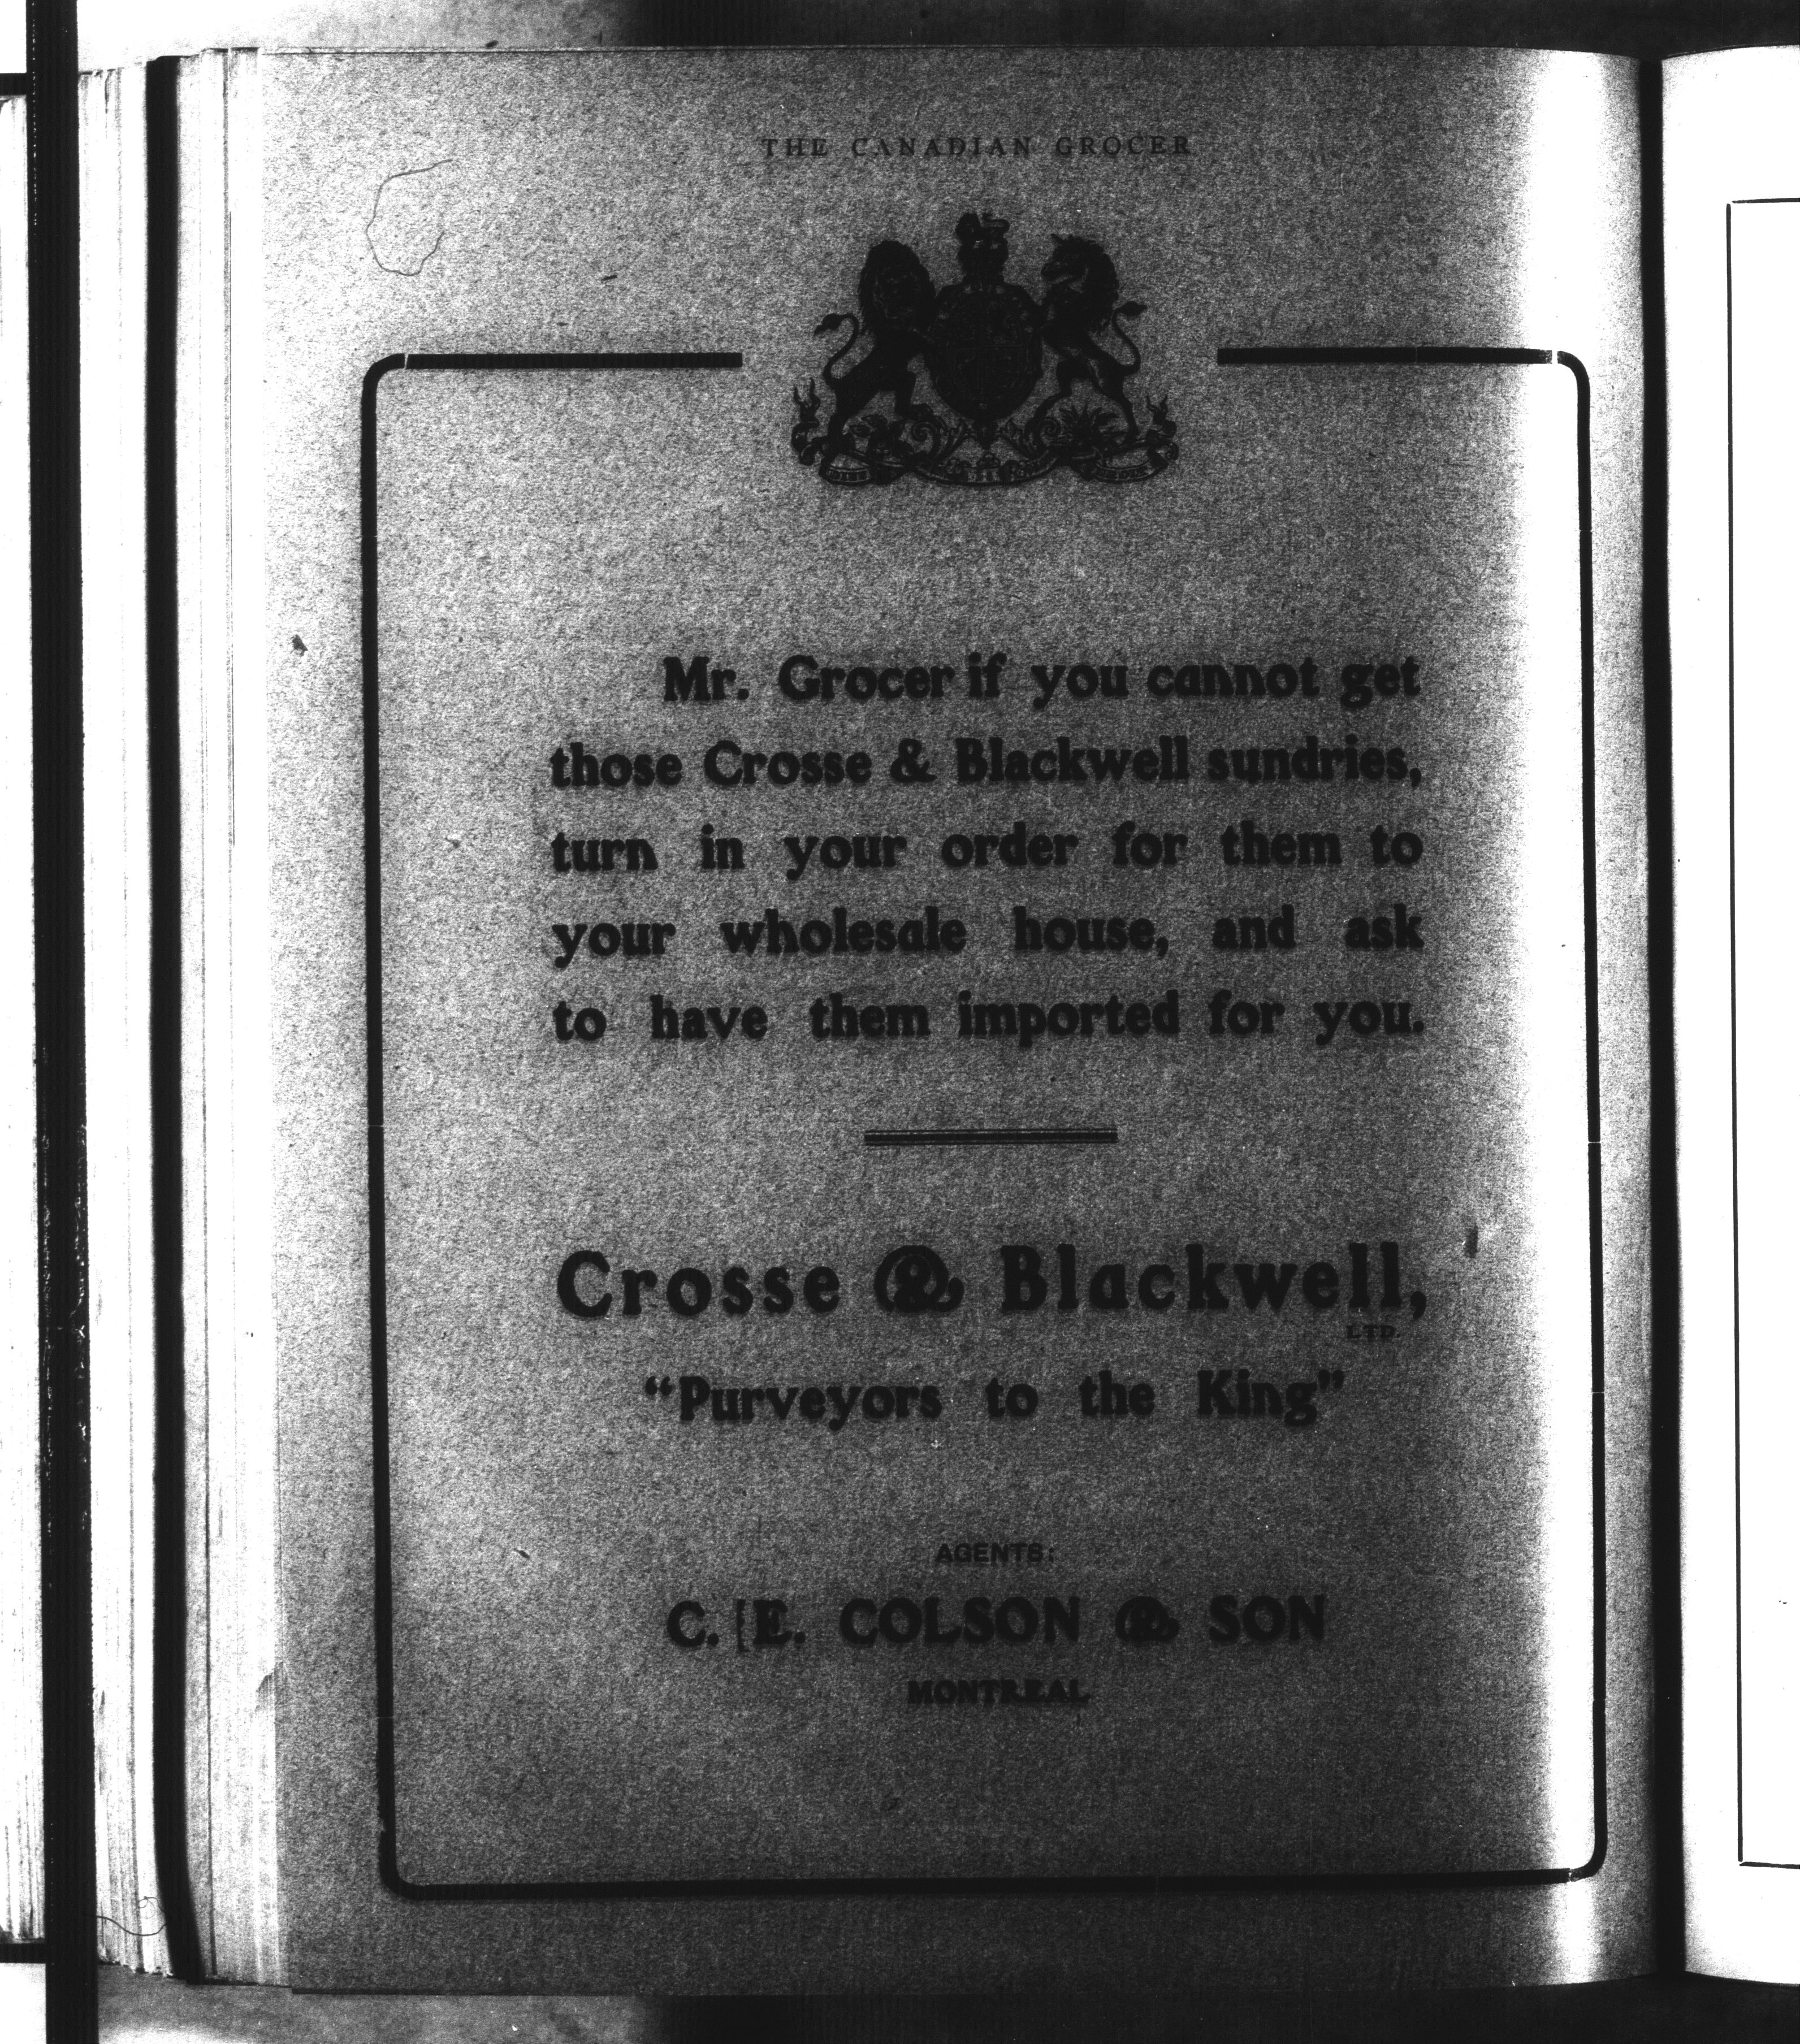 THE CANADIAN GROCER
Mr. Grocer if you cannot get
those Crosse & Blackwell sundries,
turn in your order for them to
your wholesale house, and ask
to have them imported for you.
Crosse & Blackwell,
LTD.
“Purveyors to the King”
AGENTS:
C. [E. COLSON & SON
MONTREAL